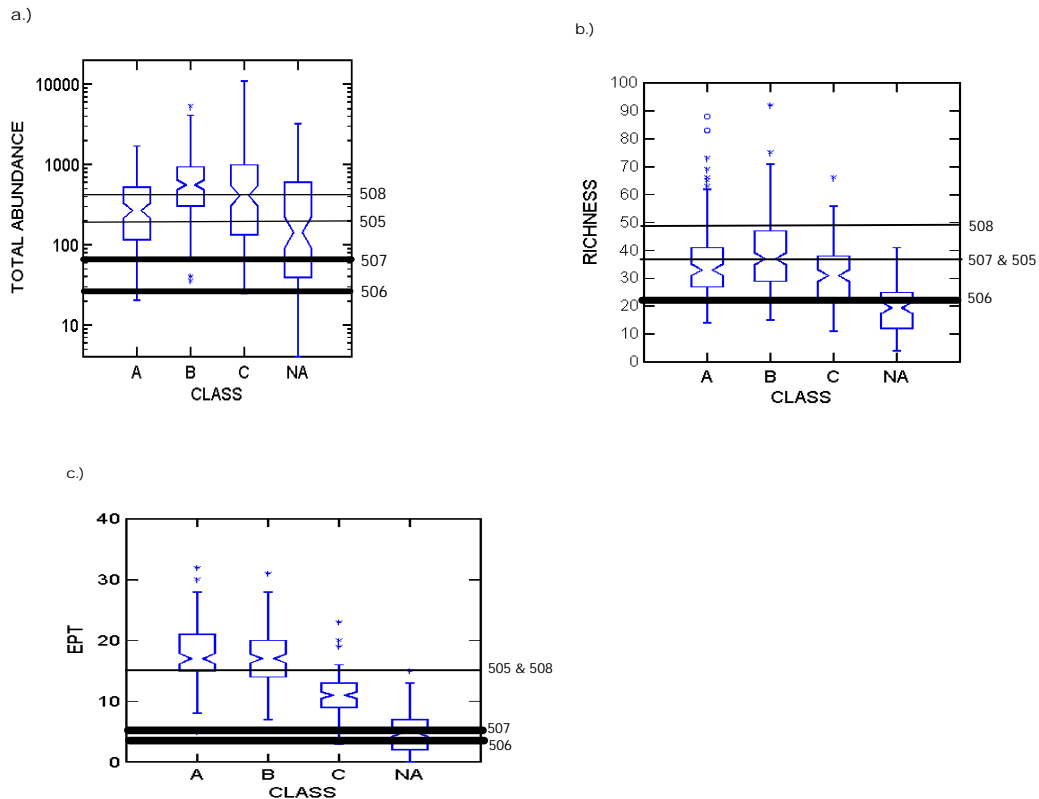 a.)
TOTAL ABUNDANCE
10000
1000
100
10
508
505
507
506
A B C NA
CLASS
b.)
RICHNESS
100
90
80
70
60
50
40
30
20
10
0
508
507 & 505
506
A B C NA
CLASS
c.)
EPT
40
30
20
10
0
505 & 508
507
506
A B C NA
CLASS